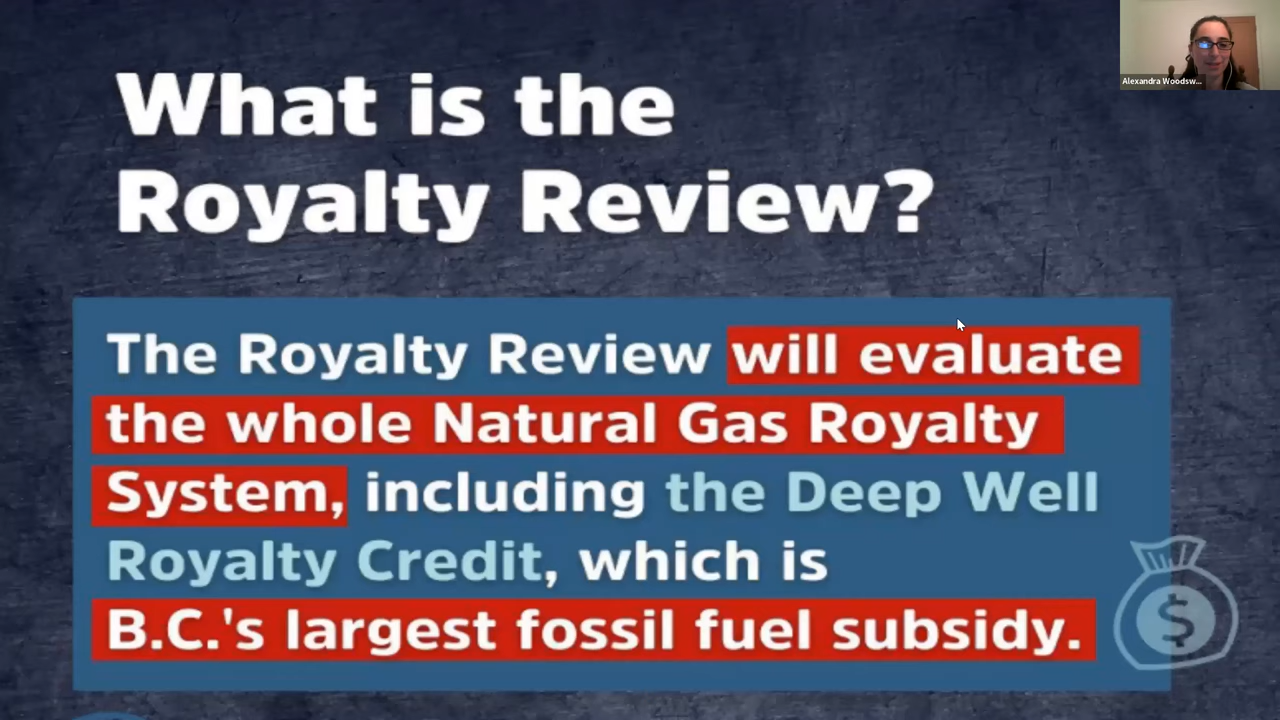 What is the
Royalty Review?
The Royalty Review will evaluate
the whole Natural Gas Royalty
System, including the Deep Well
Royalty Credit, which is
B.C.'s largest fossil fuel subsidy.
$
Alexandra Woodsw...